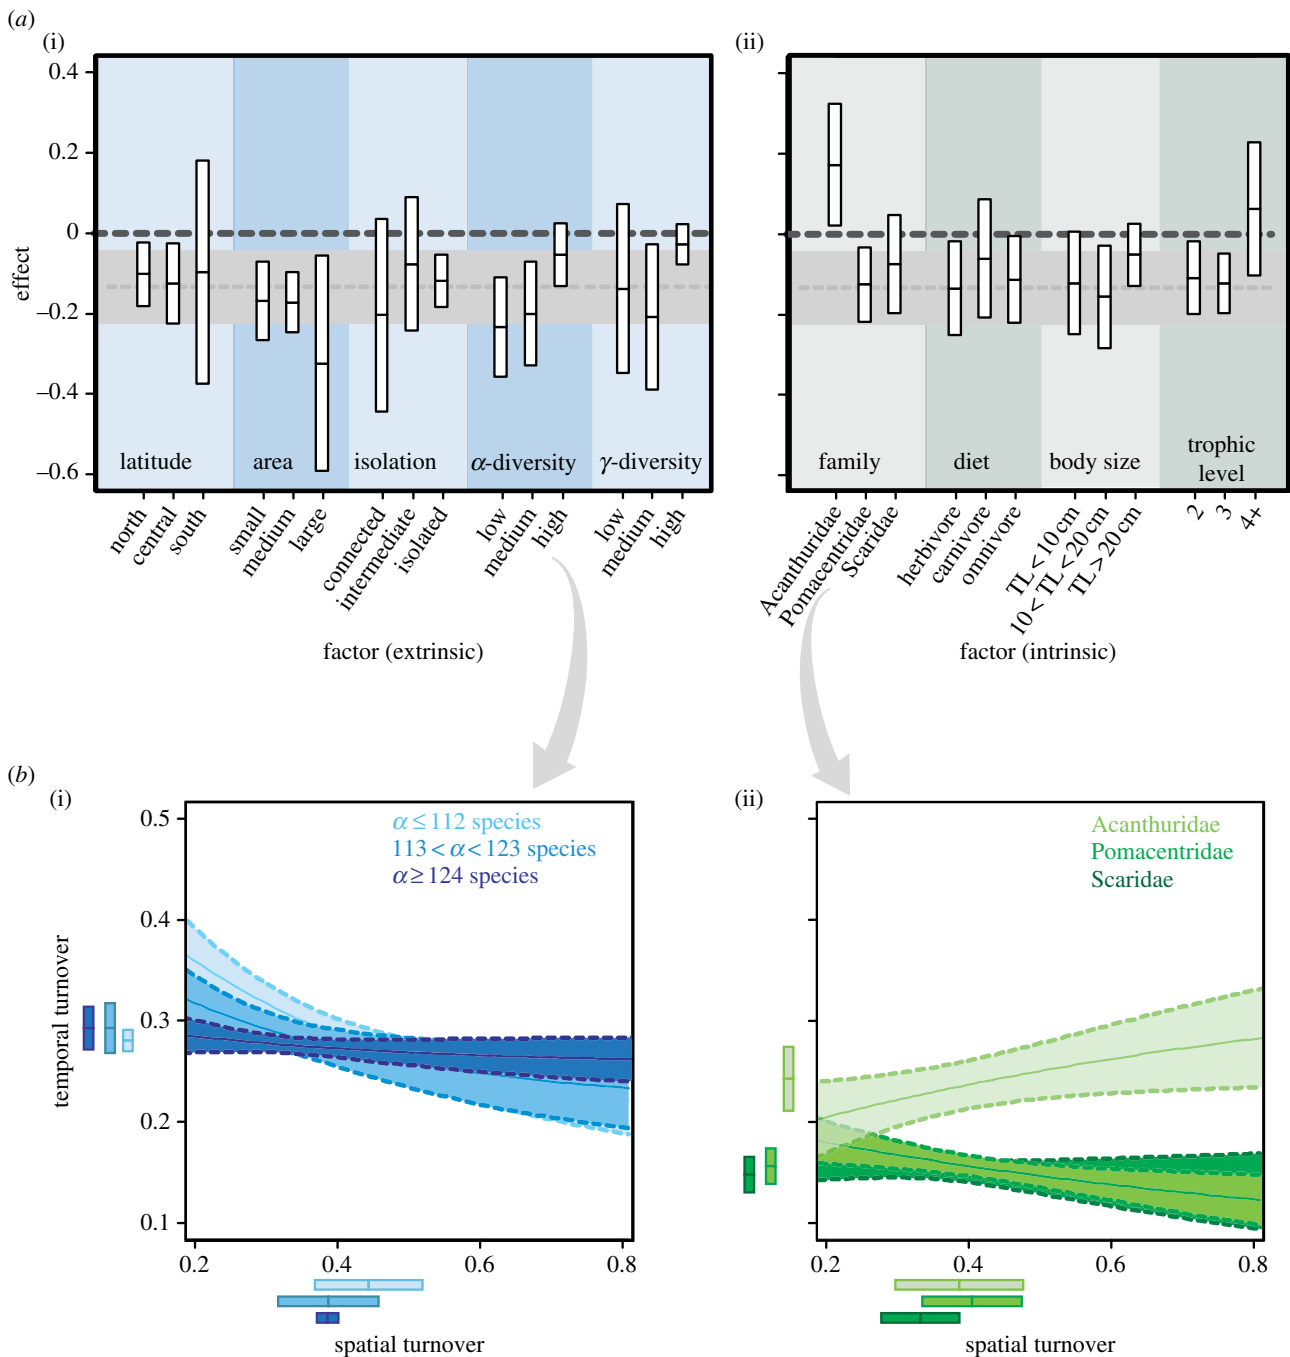 (a)
(i)
(ii)
0.4
0.2
0
−0.2
−0.4
−0.6
effect
latitude
area
isolation
α-diversity
γ-diversity
family
diet
body size
trophic
level
north
central
south
small
medium
large
connected
intermediate
isolated
low
medium
high
low
medium
high
Acanthuridae
Pomacentridae
Scaridae
herbivore
carnivore
omnivore
TL < 10 cm
10 < TL < 20 cm
TL > 20 cm
2
3
4+
factor (extrinsic)
factor (intrinsic)
(b)
(i)
(ii)
α ≤ 112 species
113 < α < 123 species
α ≥ 124 species
Acanthuridae
Pomacentridae
Scaridae
0.5
0.4
0.3
0.2
0.1
temporal turnover
0.2
0.4
0.6
0.8
0.2
0.4
0.6
0.8
spatial turnover
spatial turnover